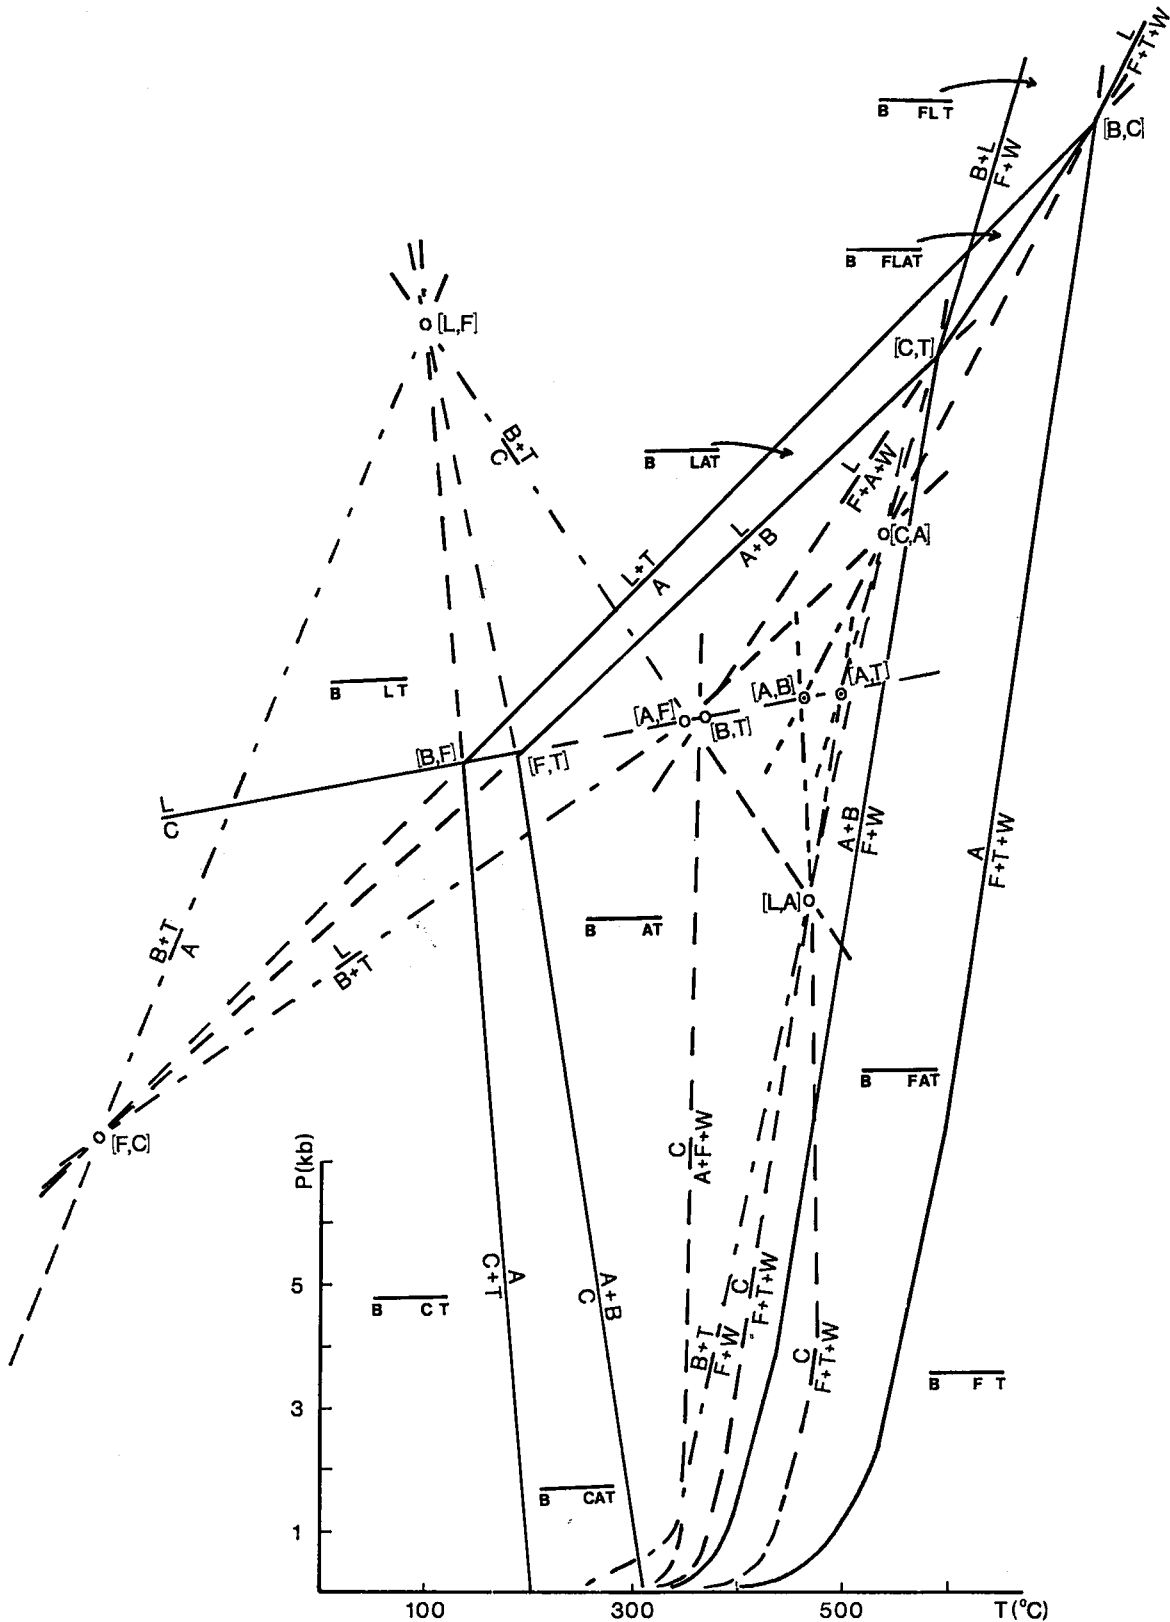 L
F+T+W
[B,C]
B FLT
B+L
F+W
B FLAT
[L,F]
[C,T]
B+T
C
B LAT
L
F+A+W
[C,A]
L
A+B
L+T
A
B LT
[A,F]
[B,T]
[A,B]
[A,T]
[B,F]
[F,T]
L
C
A+B
F+W
A
F+T+W
[L,A]
B AT
B+T
A
L
B+T
B FAT
[F,C]
P(kb)
C
A+F+W
5
C+T
A
A+B
C
B CT
B+T
F+W
C
F+T+W
C
F+T+W
B F T
3
B CAT
1
100
300
500
T(°C)